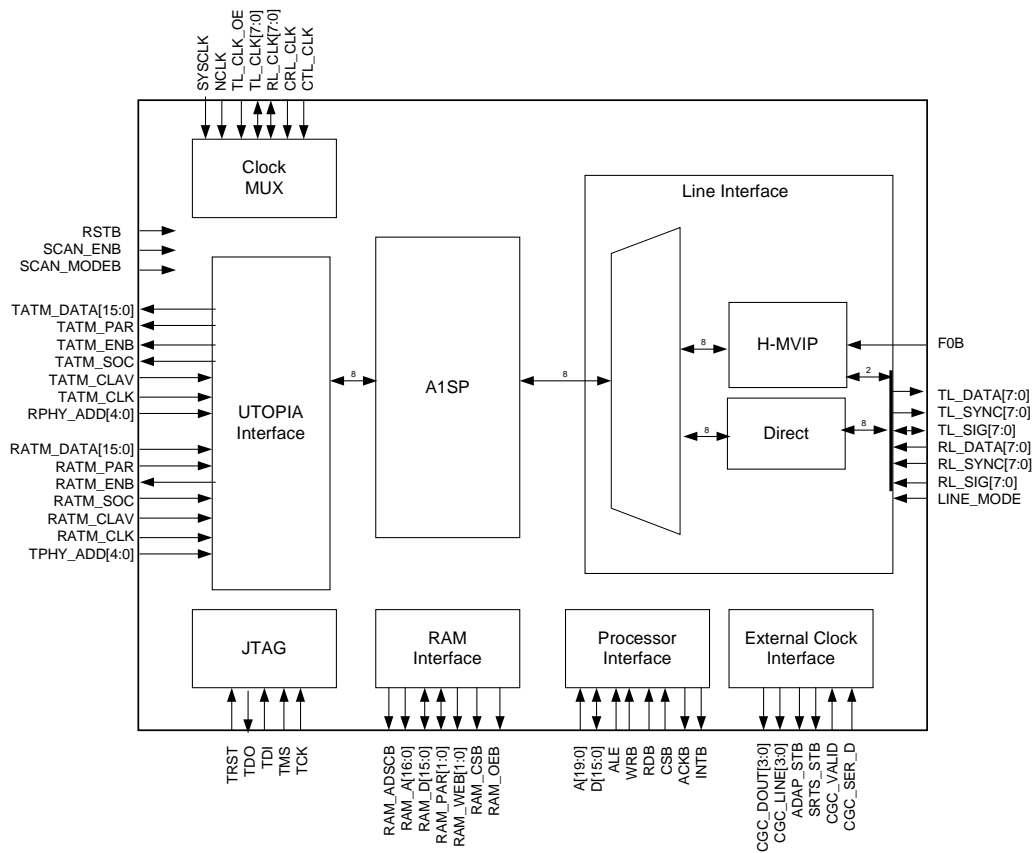 SYSCLK
NCLK
TL_CLK_OE
TL_CLK[7:0]
RL_CLK[7:0]
CRL_CLK
CTL_CLK
Clock
MUX
Line Interface
RSTB
SCAN_ENB
SCAN_MODEB
TATM_DATA[15:0]
TATM_PAR
TATM_ENB
TATM_SOC
TATM_CLAV
TATM_CLK
RPHY_ADD[4:0]
RATM_DATA[15:0]
RATM_PAR
RATM_ENB
RATM_SOC
RATM_CLAV
RATM_CLK
TPHY_ADD[4:0]
UTOPIA
Interface
8
A1SP
8
8
H-MVIP
8
Direct
2
8
F0B
TL_DATA[7:0]
TL_SYNC[7:0]
TL_SIG[7:0]
RL_DATA[7:0]
RL_SYNC[7:0]
RL_SIG[7:0]
LINE_MODE
JTAG
RAM
Interface
Processor
Interface
External Clock
Interface
TRST
TDO
TDI
TMS
TCK
RAM_ADSCB
RAM_A[16:0]
RAM_D[15:0]
RAM_PAR[1:0]
RAM_WEB[1:0]
RAM_CSB
RAM_OEB
A[19:0]
D[15:0]
ALE
WRB
RDB
CSB
ACKB
INTB
CGC_DOUT[3:0]
CGC_LINE[3:0]
ADAP_STB
SRTS_STB
CGC_VALID
CGC_SER_D